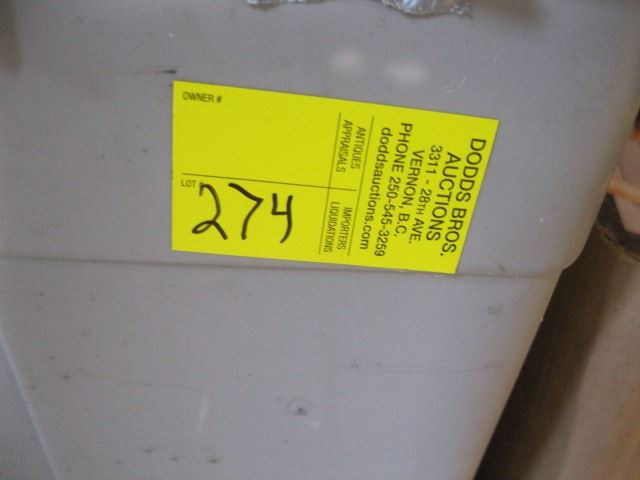 DODDS BROS.
AUCTIONS
3311 - 28TH AVE.
VERNON, B.C.
PHONE 250-545-3259
doddsauctions.com
ANTIQUES
APPRAISALS
IMPORTERS
LIQUIDATIONS
OWNER #
LOT #
274